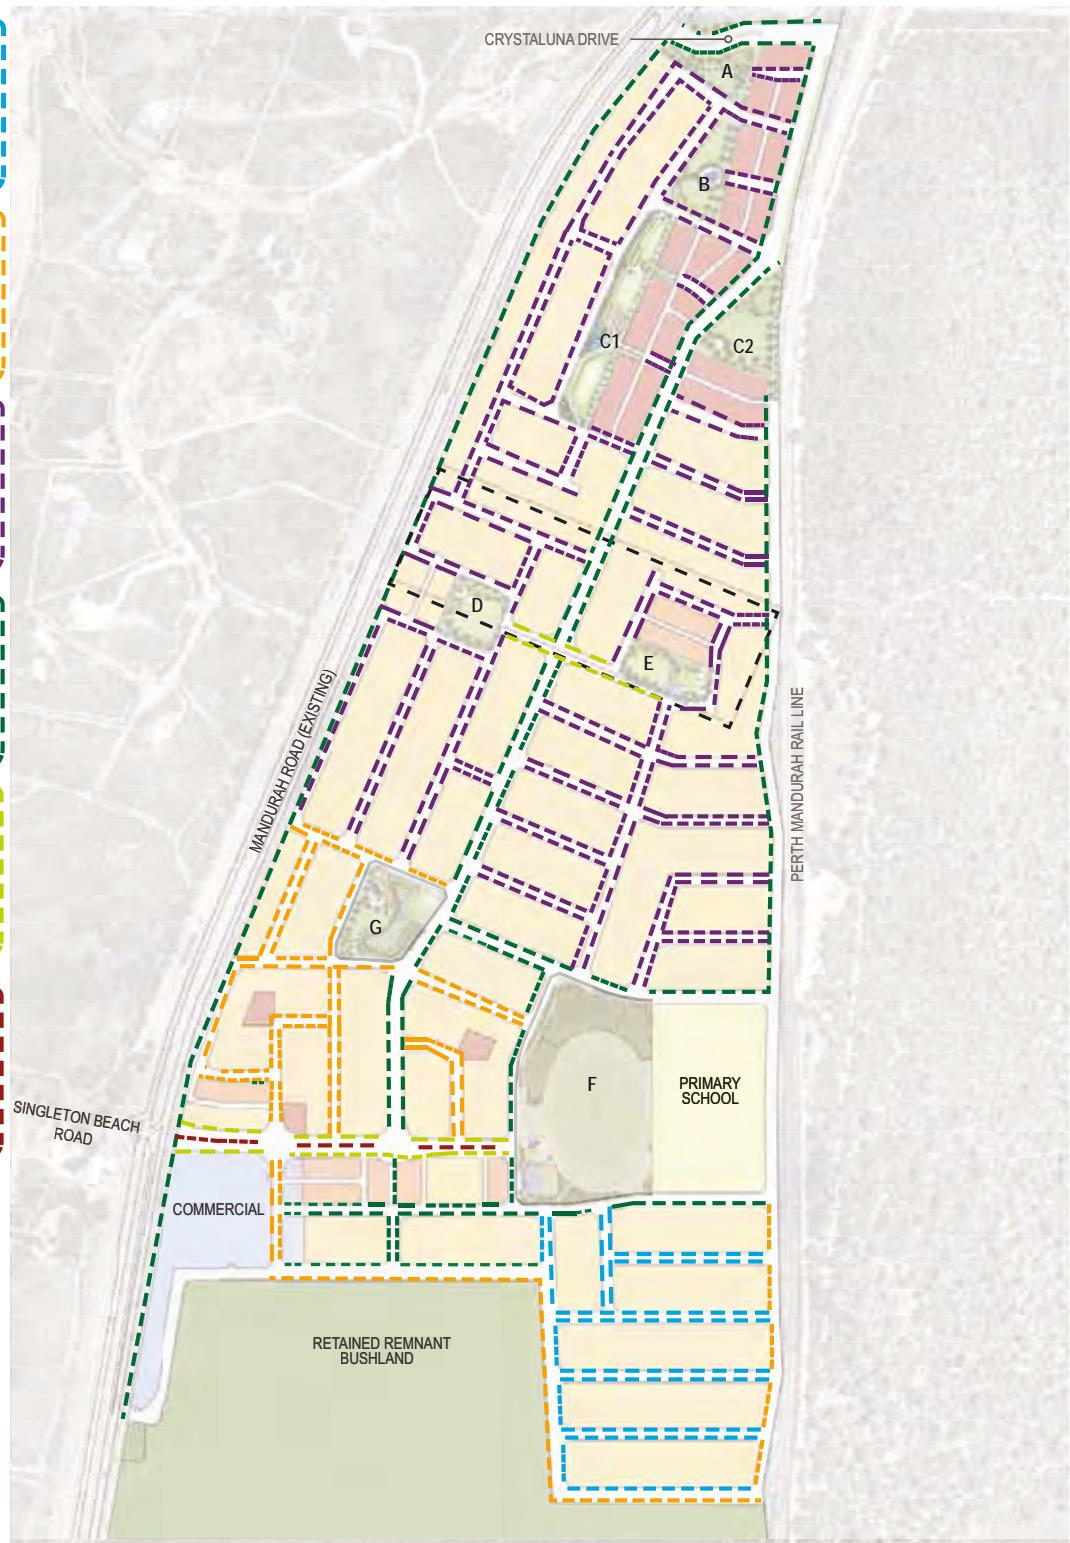 CRYSTALUNA DRIVE
A
B
C1
C2
D
E
MANDURAH ROAD (EXISTING)
PERTH MANDURAH RAIL LINE
G
F
PRIMARY
SCHOOL
SINGLETON BEACH
ROAD
COMMERCIAL
RETAINED REMNANT
BUSHLAND